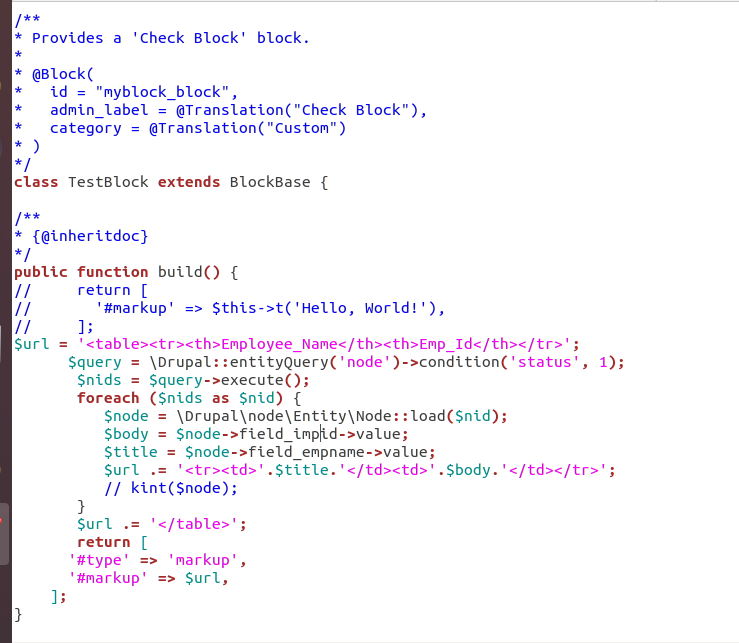 /**
* Provides a 'Check Block' block.
*
* @Block(
*   id = "myblock_block",
*   admin_label = @Translation("Check Block"),
*   category = @Translation("Custom")
* )
*/
class TestBlock extends BlockBase {

/**
* {@inheritdoc}
*/
public function build() {
//     return [
//       '#markup' => $this->t('Hello, World!'),
//     ];
$url = '<table><tr><th>Employee_Name</th><th>Emp_Id</th></tr>';
      $query = \Drupal::entityQuery('node')->condition('status', 1);
       $nids = $query->execute();
       foreach ($nids as $nid) {
          $node = \Drupal\node\Entity\Node::load($nid);
          $body = $node->field_impid->value;
          $title = $node->field_empname->value;
          $url .= '<tr><td>'.$title.'</td><td>'.$body.'</td></tr>';
          // kint($node);
       }
       $url .= '</table>';
       return [
      '#type' => 'markup',
      '#markup' => $url,
    ];
}